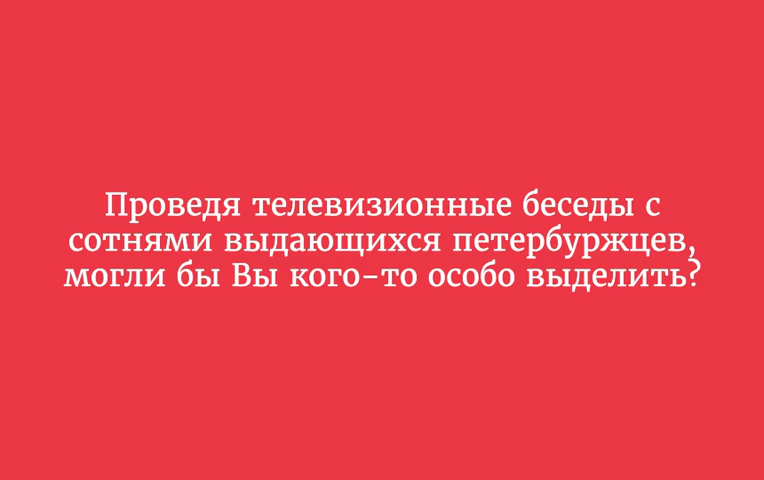 Проведя телевизионные беседы с
сотнями выдающихся петербуржцев,
могли бы Вы кого-то особо выделить?